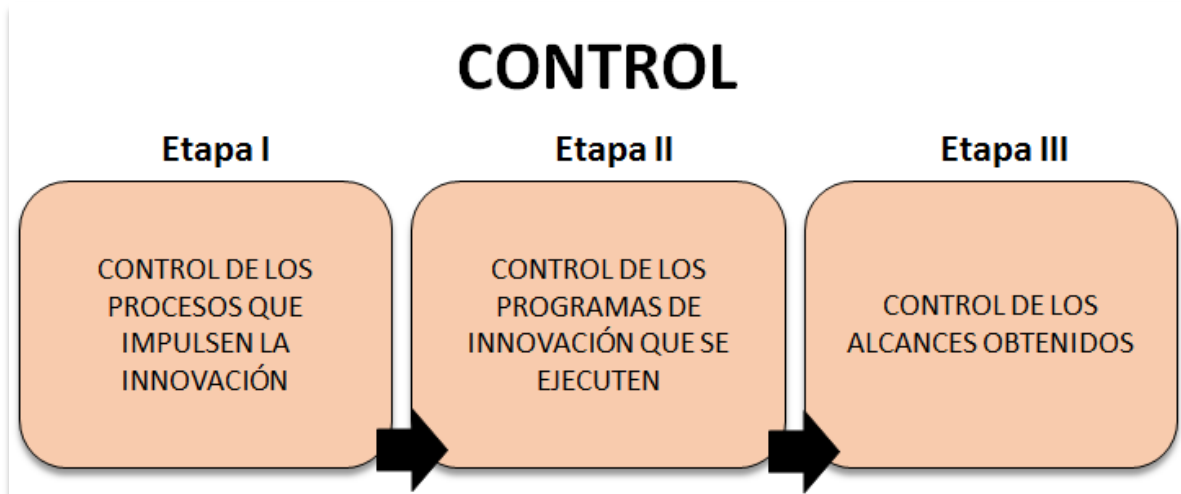 CONTROL
Etapa I
CONTROL DE LOS
PROCESOS QUE
IMPULSEN LA
INNOVACIÓN
Etapa II
CONTROL DE LOS
PROGRAMAS DE
INNOVACIÓN QUE SE
EJECUTEN
Etapa III
CONTROL DE LOS
ALCANCES OBTENIDOS